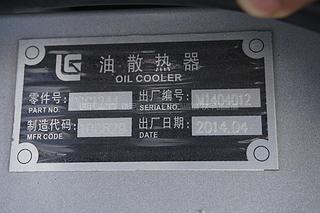 油散热器
OIL COOLER
零件号: 出厂编号:
PART NO. SERIAL NO.
制造代码: 出厂日期: 2014.04
MFR CODE DATE